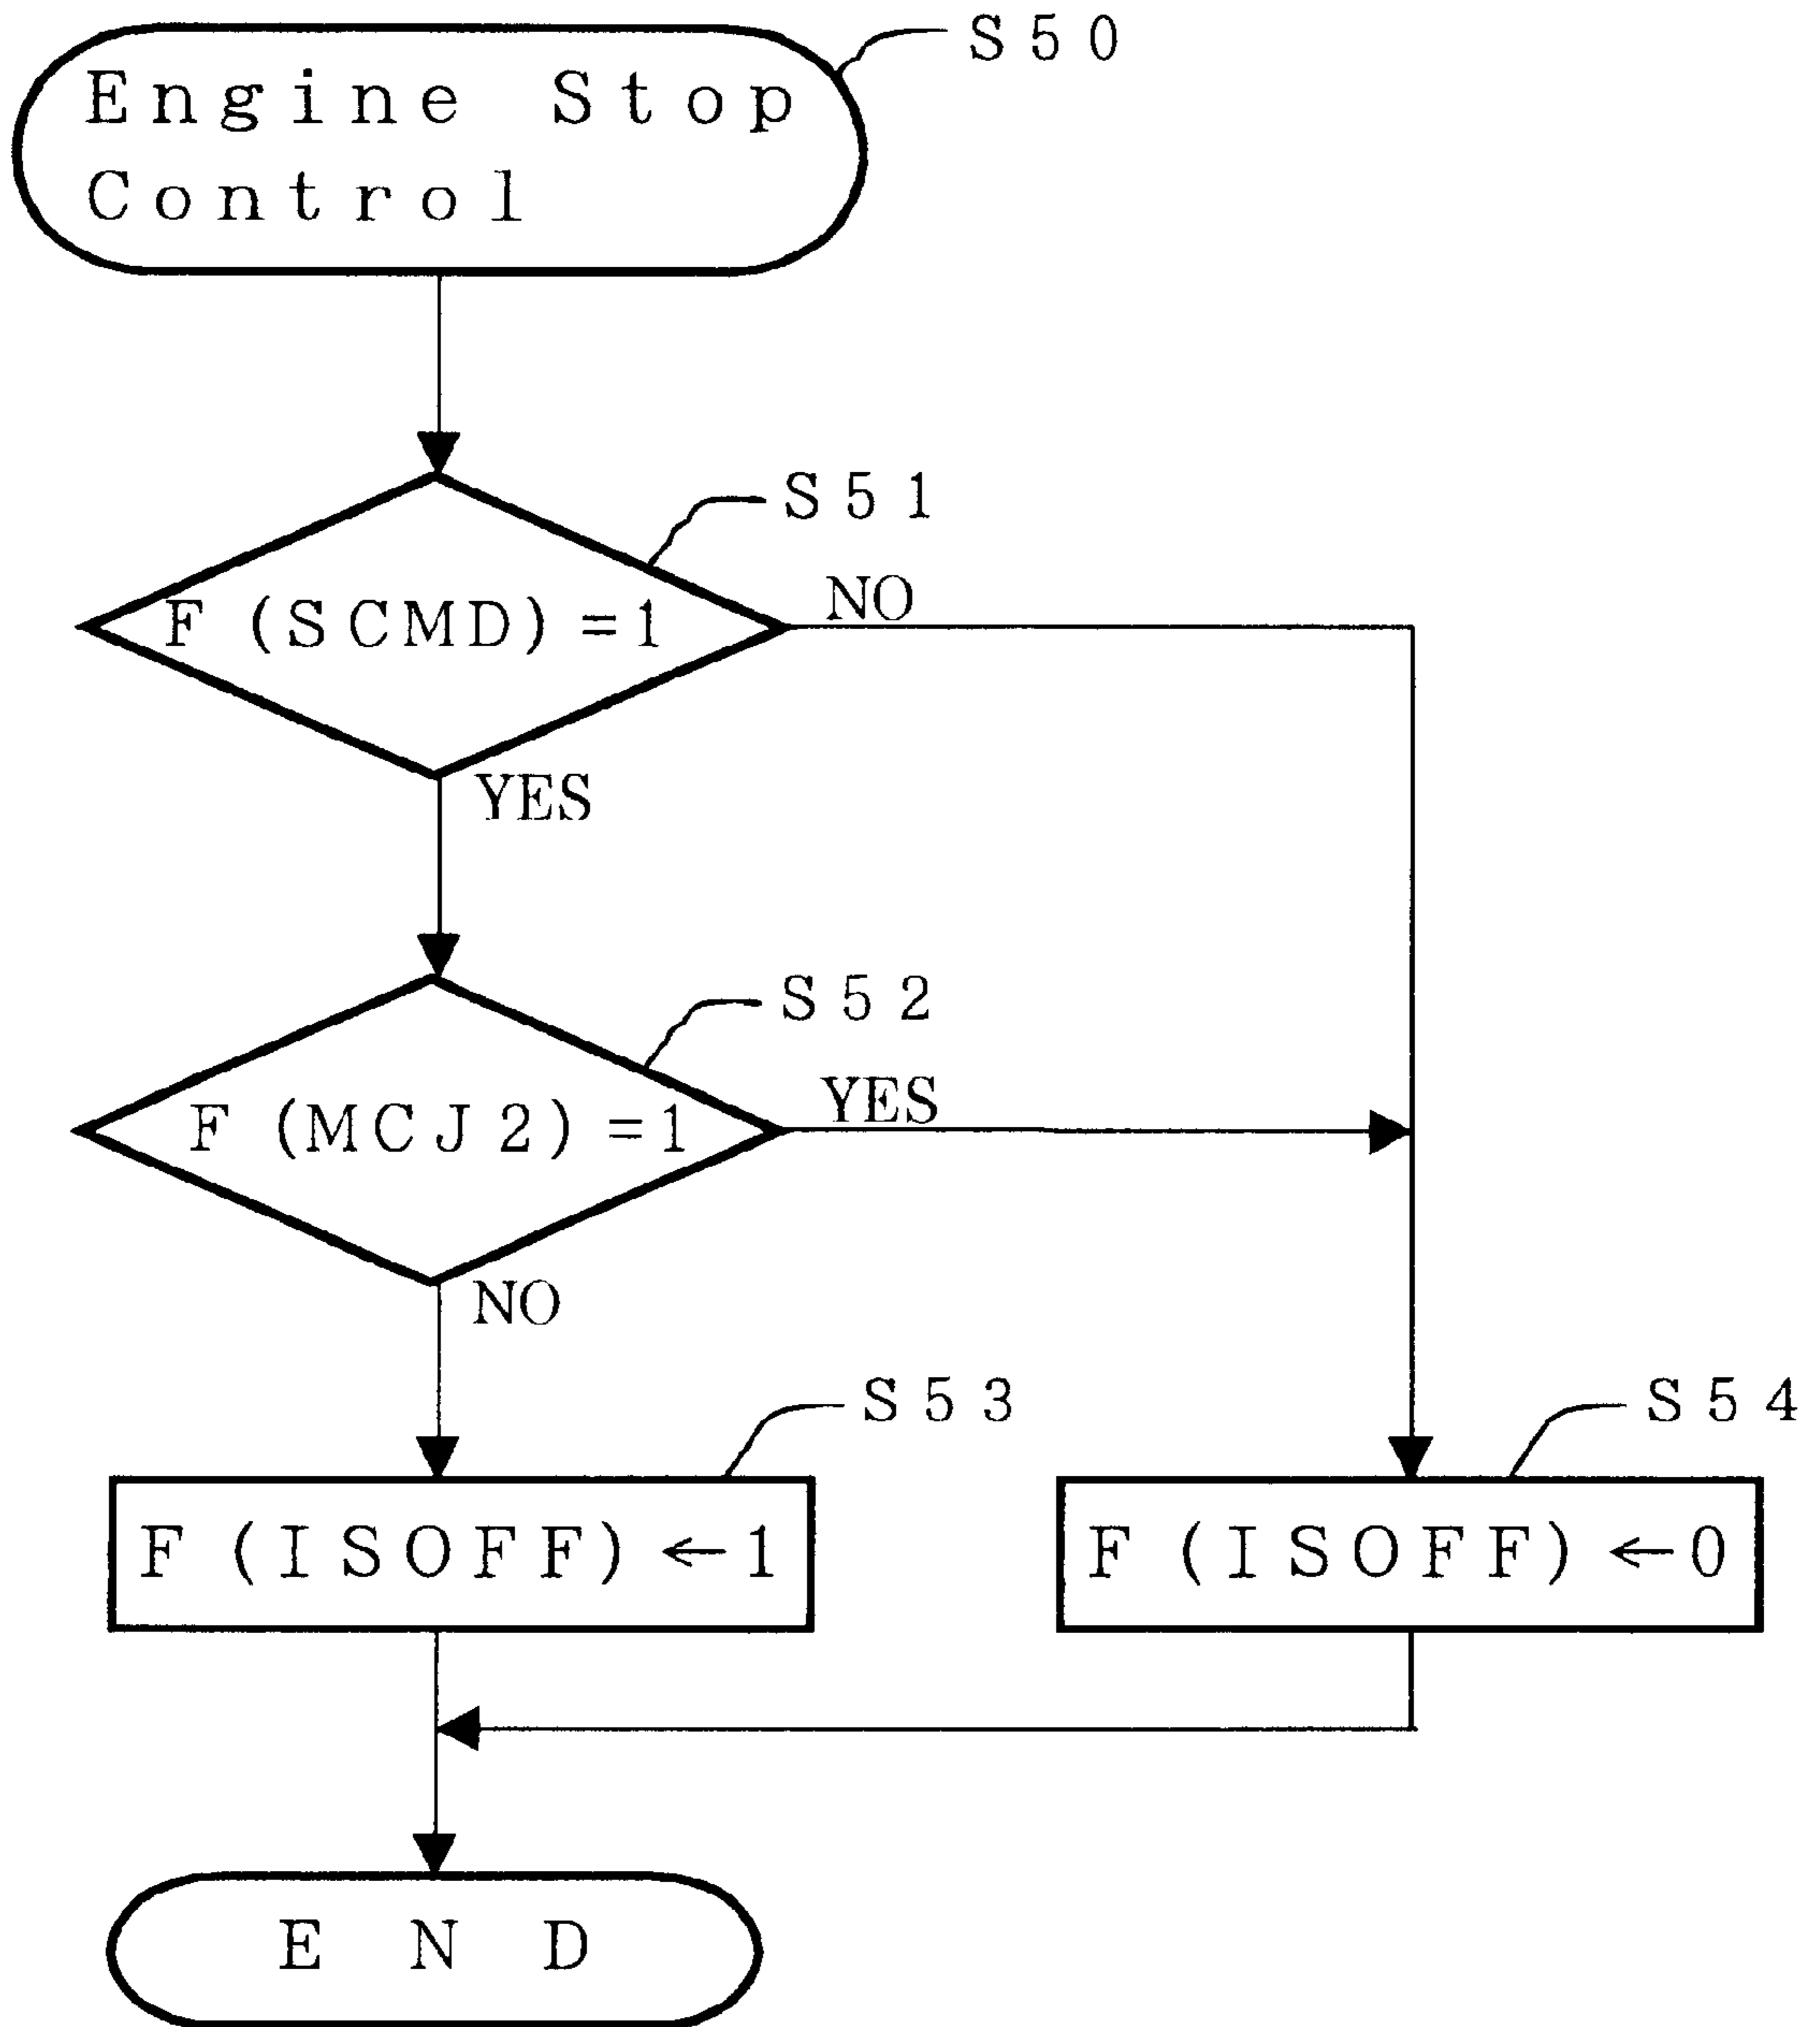 S50
Engine Stop
Control
S51
F (SCMD)=1
NO
YES
S52
F (MCJ2)=1
YES
NO
S53
S54
F (ISOFF)←1
F (ISOFF)←0
END